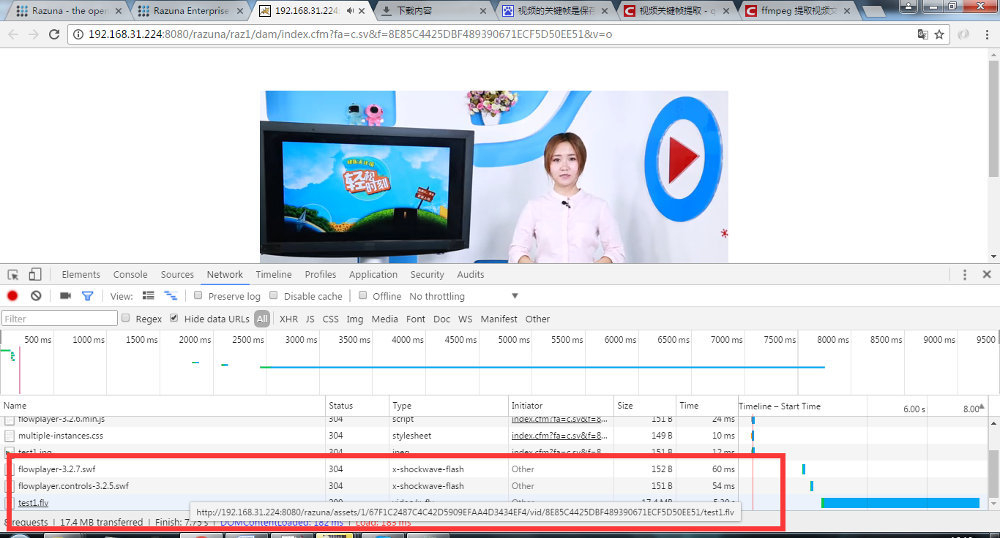 Razuna - the open
Razuna Enterprise
192.168.31.224:
下载内容
视频的关键帧是保存
视频关键帧提取 - q
ffmpeg 提取视频文
192.168.31.224:8080/razuna/raz1/dam/index.cfm?fa=c.sv&f=8E85C4425DBF489390671ECF5D50EE51&v=o
快乐大计播
轻松时刻
Elements Console Sources Network Timeline Profiles Application Security Audits
View: Preserve log Disable cache Offline No throttling
Filter Regex Hide data URLs All XHR JS CSS Img Media Font Doc WS Manifest Other
500 ms 1000 ms 1500 ms 2000 ms 2500 ms 3000 ms 3500 ms 4000 ms 4500 ms 5000 ms 5500 ms 6000 ms 6500 ms 7000 ms 7500 ms 8000 ms 8500 ms 9000 ms 9500
Name Status Type Initiator Size Time Timeline – Start Time 6.00 s 8.00
flowplayer-3.2.6.min.js 304 script index.cfm?fa=c.sv&f=8... 151 B 24 ms
multiple-instances.css 304 stylesheet index.cfm?fa=c.sv&f=8... 149 B 10 ms
test1.jpg 304 jpeg index.cfm?fa=c.sv&f=8... 151 B 12 ms
flowplayer-3.2.7.swf 304 x-shockwave-flash Other 152 B 60 ms
flowplayer.controls-3.2.5.swf 304 x-shockwave-flash Other 151 B 54 ms
test1.flv 200 video/x-flv Other 17.4 MB 5.30 s
http://192.168.31.224:8080/razuna/assets/1/67F1C2487C4C42D5909EFAA4D3434EF4/vid/8E85C4425DBF489390671ECF5D50EE51/test1.flv
8 requests | 17.4 MB transferred | Finish: 7.75 s | DOMContentLoaded: 182 ms | Load: 183 ms